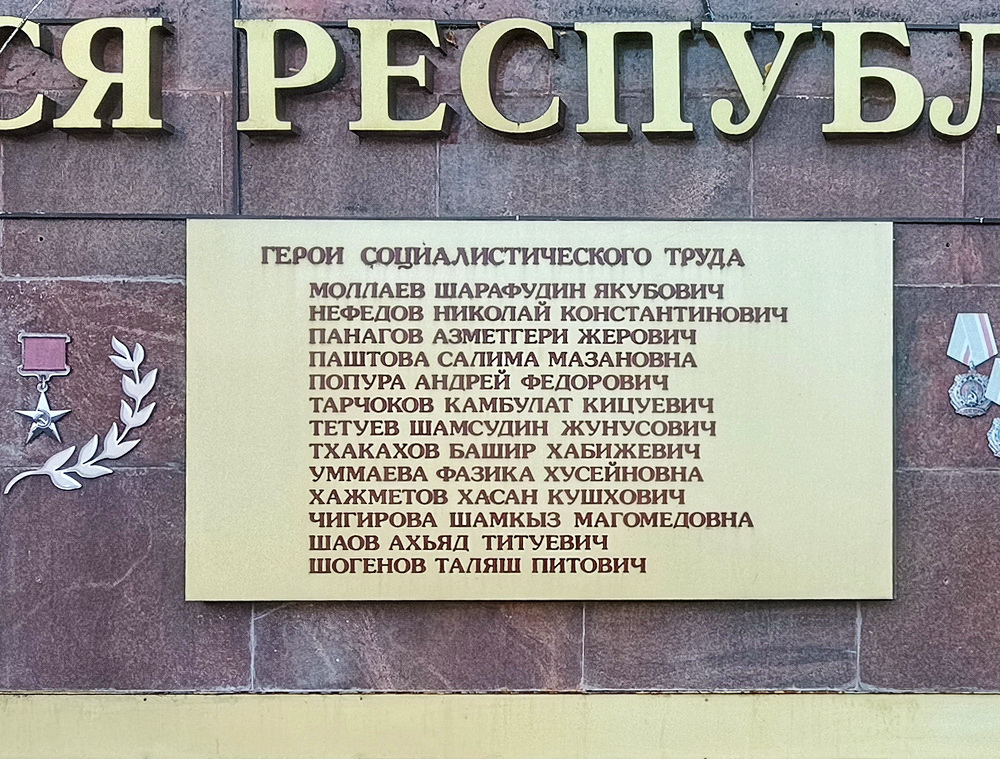 СЯ РЕСПУБЛ
ГЕРОИ СОЦИАЛИСТИЧЕСКОГО ТРУДА
МОЛЛАЕВ ШАРАФУДИН ЯКУБОВИЧ
НЕФЕДОВ НИКОЛАЙ КОНСТАНТИНОВИЧ
ПАНАГОВ АЗМЕТГЕРИ ЖЕРОВИЧ
ПАШТОВА САЛИМА МАЗАНОВНА
ПОПУРА АНДРЕЙ ФЕДОРОВИЧ
ТАРЧОКОВ КАМБУЛАТ КИЦУЕВИЧ
ТЕТУЕВ ШАМСУДИН ЖУНУСОВИЧ
ТХАКАХОВ БАШИР ХАБИЖЕВИЧ
УММАЕВА ФАЗИКА ХУСЕЙНОВНА
ХАЖМЕТОВ ХАСАН КУШХОВИЧ
ЧИГИРОВА ШАМКЫЗ МАГОМЕДОВНА
ШАОВ АХЬЯД ТИТУЕВИЧ
ШОГЕНОВ ТАЛЯШ ПИТОВИЧ